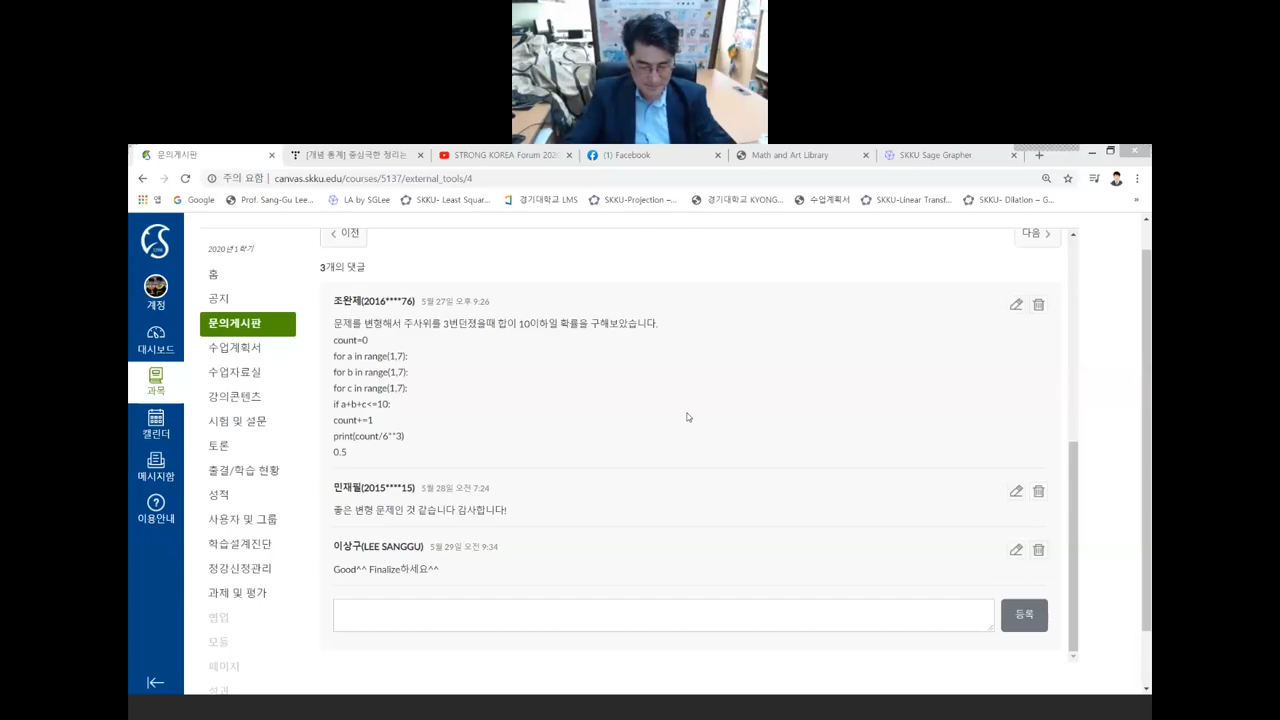 문의게시판
[개념 통계] 중심극한 정리는
STRONG KOREA Forum 202
(1) Facebook
Math and Art Library
SKKU Sage Grapher
주의 요함
canvas.skku.edu/courses/5137/external_tools/4
앱
Google
Prof. Sang-Gu Lee...
LA by SGLee
SKKU- Least Squar...
경기대학교 LMS
SKKU-Projection –...
경기대학교 KYONG...
수업계획서
SKKU-Linear Transf...
SKKU- Dilation – G...
계정
대시보드
과목
캘린더
메시지함
이용안내
2020년 1학기
홈
공지
문의게시판
수업계획서
수업자료실
강의콘텐츠
시험 및 설문
토론
출결/학습 현황
성적
사용자 및 그룹
학습설계진단
정강신청관리
과제 및 평가
협업
모듈
페이지
성과
이전
다음
3개의 댓글
조완제(2016****76) 5월 27일 오후 9:26
문제를 변형해서 주사위를 3번던졌을때 합이 10이하일 확률을 구해보았습니다.
count=0
for a in range(1,7):
for b in range(1,7):
for c in range(1,7):
if a+b+c<=10:
count+=1
print(count/6**3)
0.5
민재필(2015****15) 5월 28일 오전 7:24
좋은 변형 문제인 것 같습니다 감사합니다!
이상구(LEE SANGGU) 5월 29일 오전 9:34
Good^^ Finalize하세요^^
등록